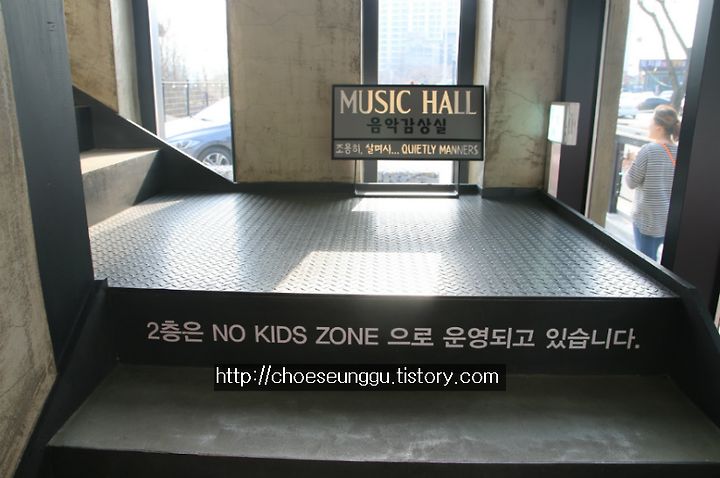 MUSIC HALL
음악감상실
조용히, 살며시... QUIETLY MANNERS
2층은 NO KIDS ZONE 으로 운영되고 있습니다.
http://choeseunggu.tistory.com